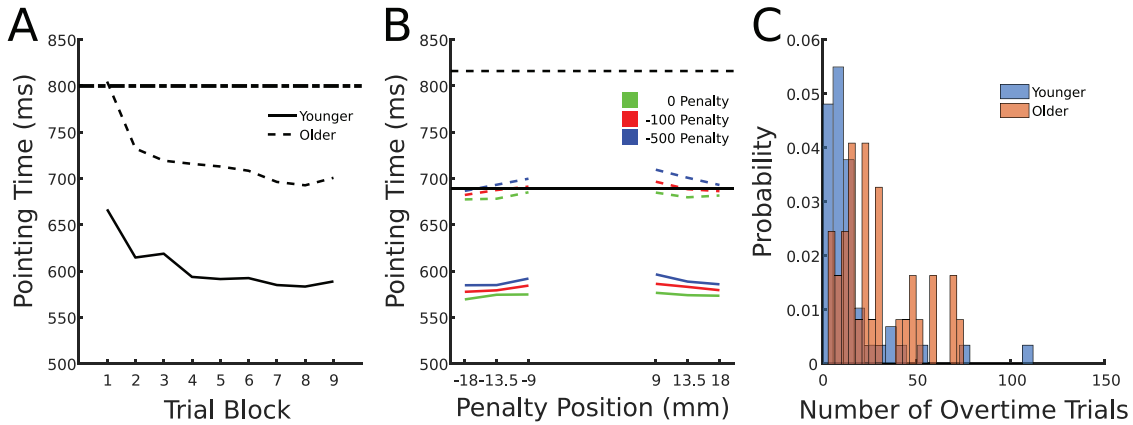 A
850
800
750
700
650
600
550
500
Pointing Time (ms)
Younger
Older
1 2 3 4 5 6 7 8 9
Trial Block
B
850
800
750
700
650
600
550
500
Pointing Time (ms)
0 Penalty
-100 Penalty
-500 Penalty
-18 -13.5 -9 9 13.5 18
Penalty Position (mm)
C
0.06
0.05
0.04
0.03
0.02
0.01
0
Probability
Younger
Older
0 50 100 150
Number of Overtime Trials